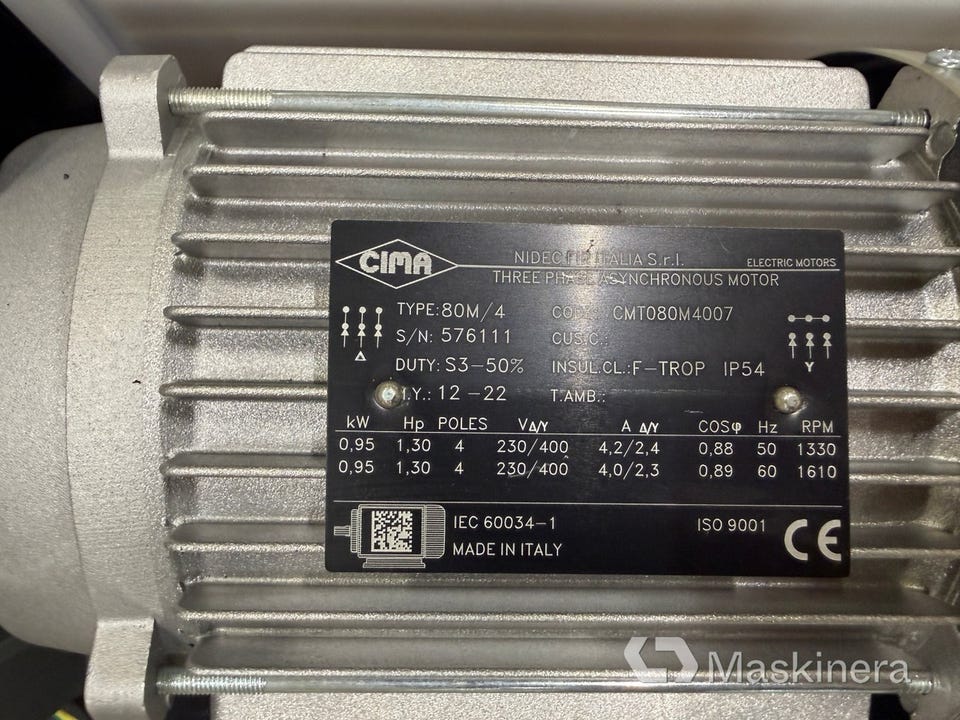 CIMA
NIDEC ITALIA S.r.l. ELECTRIC MOTORS
THREE PHASE ASYNCHRONOUS MOTOR
TYPE: 80M/4 CMT080M4007
S/N: 576111 CUS.C.:
DUTY: S3-50% INSUL.CL.: F-TROP IP54
Δ Y
.Y.: 12-22 T.AMB.:
kW Hp POLES VΔ/Y A Δ/Y COSφ Hz RPM
0,95 1,30 4 230/400 4,2/2,4 0,88 50 1330
0,95 1,30 4 230/400 4,0/2,3 0,89 60 1610
IEC 60034-1 ISO 9001 CE
MADE IN ITALY
Maskinera